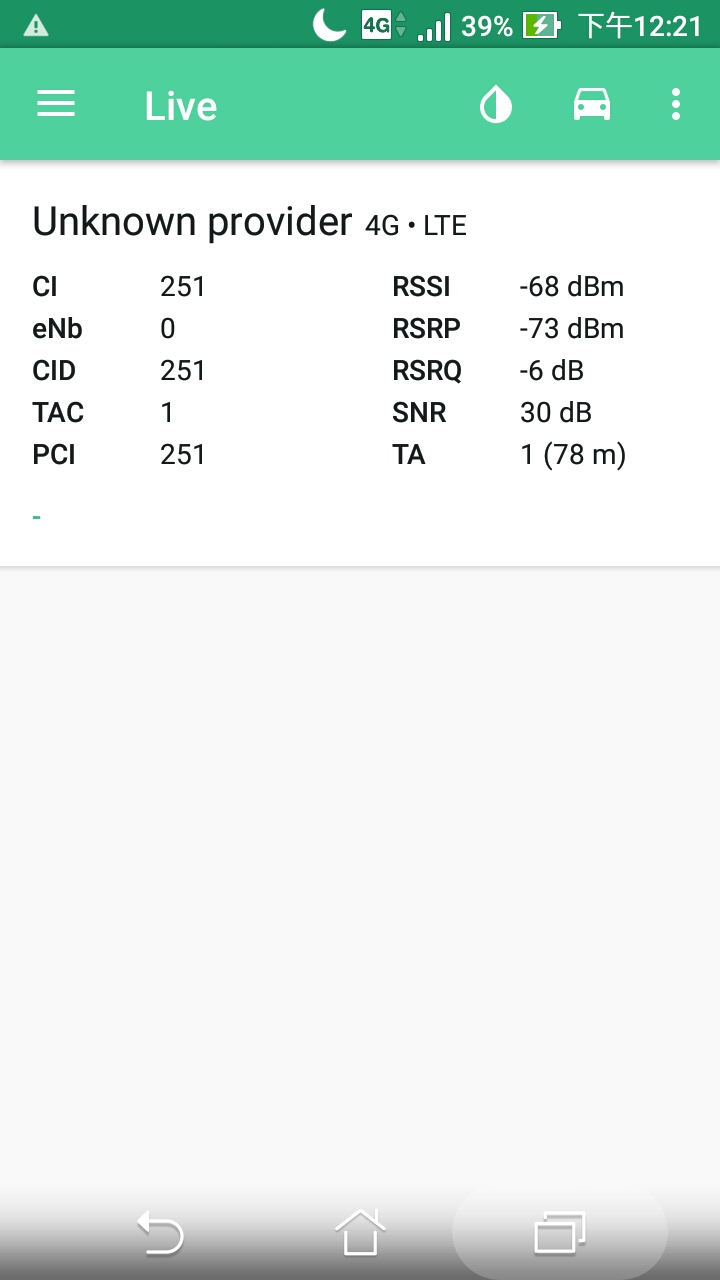 4G 39% 下午12:21
Live
Unknown provider 4G • LTE
CI 251 RSSI -68 dBm
eNb 0 RSRP -73 dBm
CID 251 RSRQ -6 dB
TAC 1 SNR 30 dB
PCI 251 TA 1 (78 m)
-